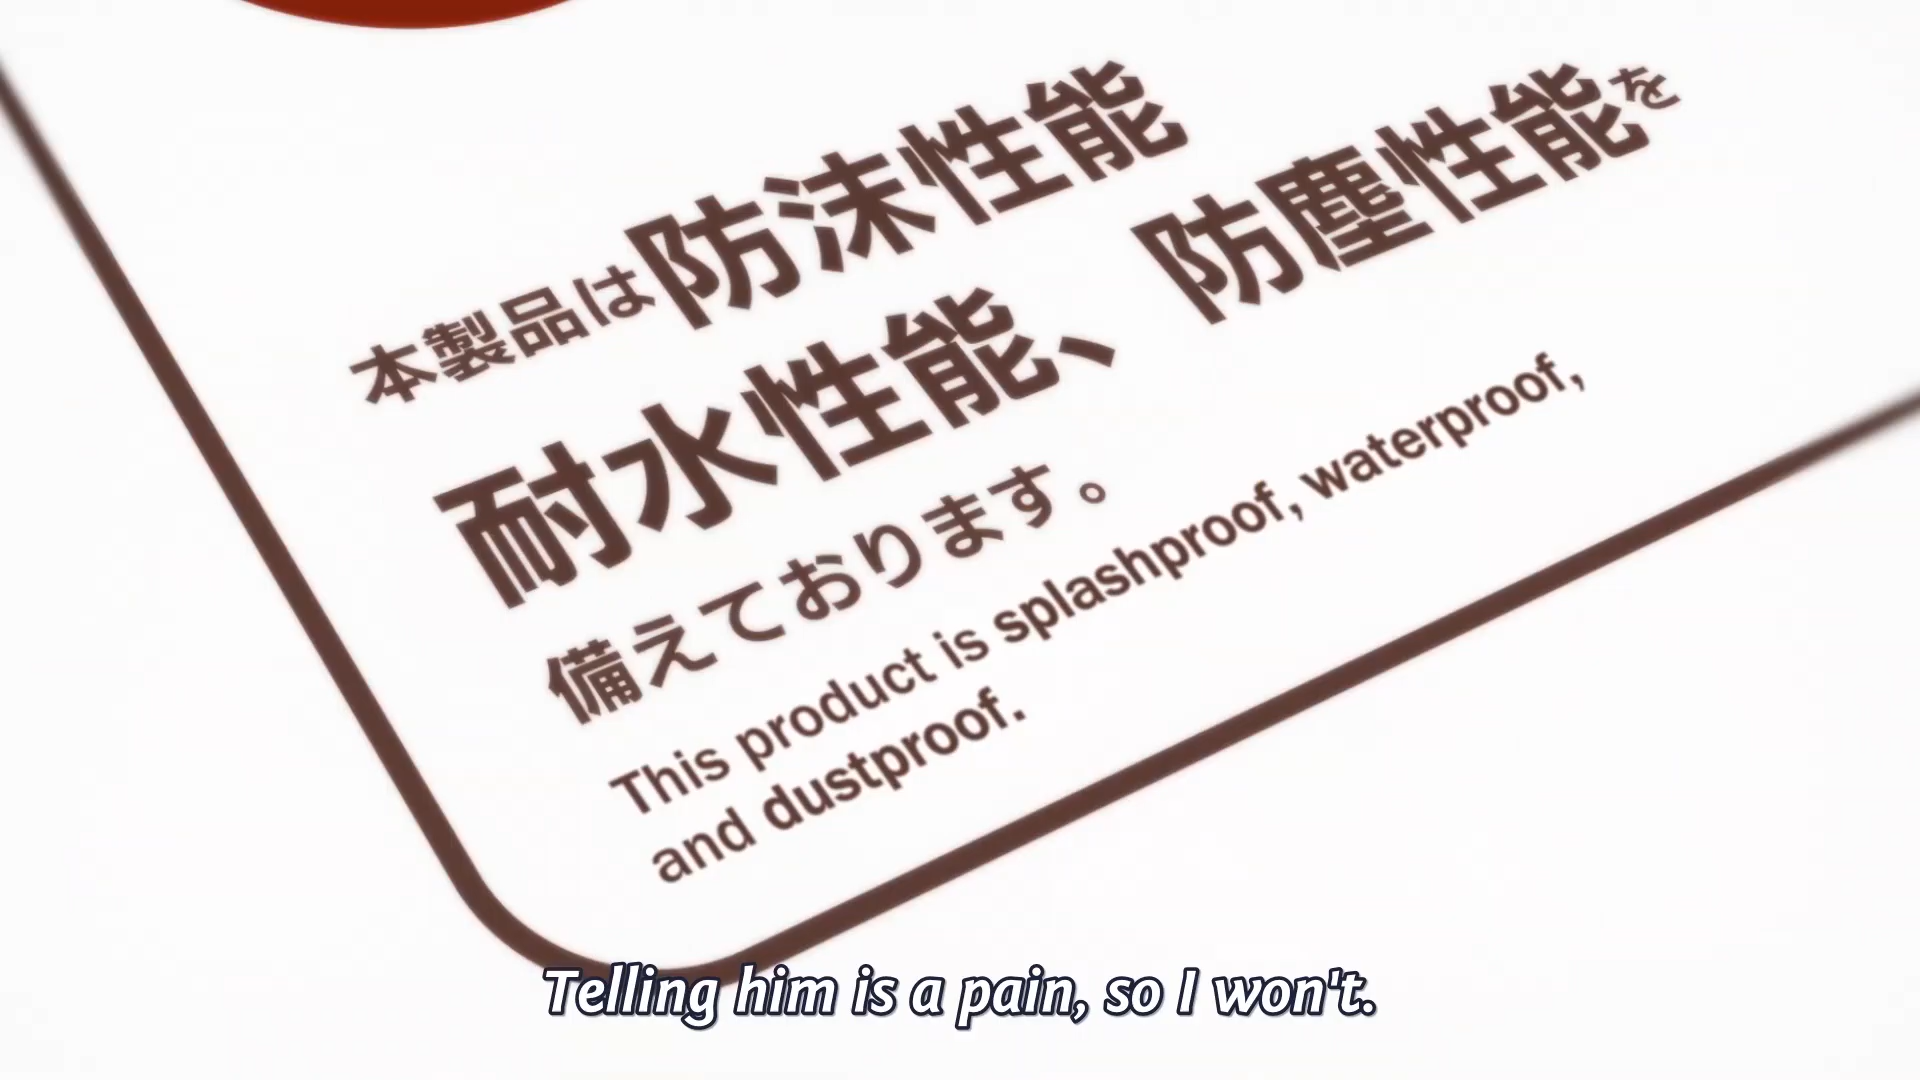 本製品は防沫性能
耐水性能、防塵性能を
備えております。
This product is splashproof, waterproof,
and dustproof.
Telling him is a pain, so I won't.